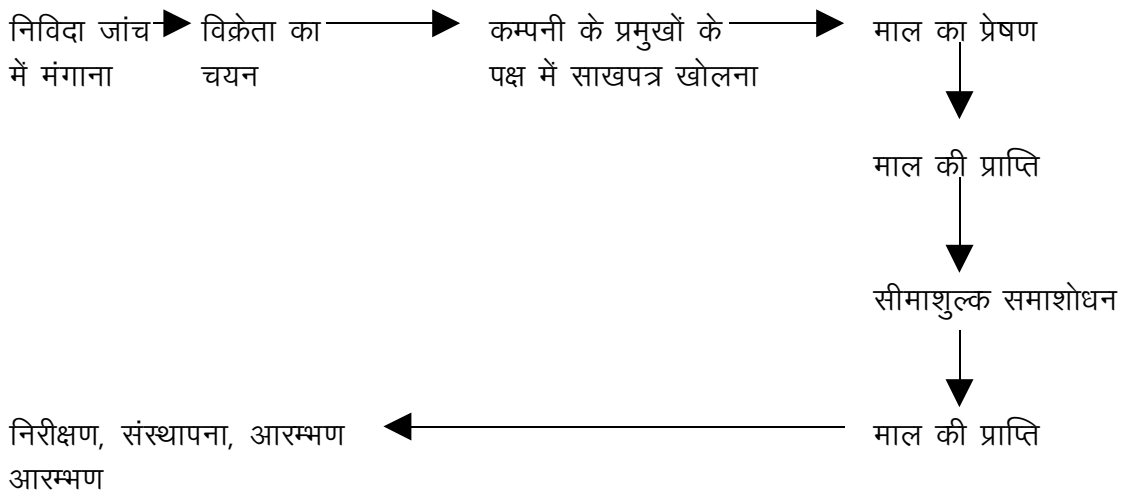 निविदा जांच
में मंगाना
विक्रेता का
चयन
कम्पनी के प्रमुखों के
पक्ष में साखपत्र खोलना
माल का प्रेषण
माल की प्राप्ति
सीमाशुल्क समाशोधन
माल की प्राप्ति
निरीक्षण, संस्थापना, आरम्भण
आरम्भण